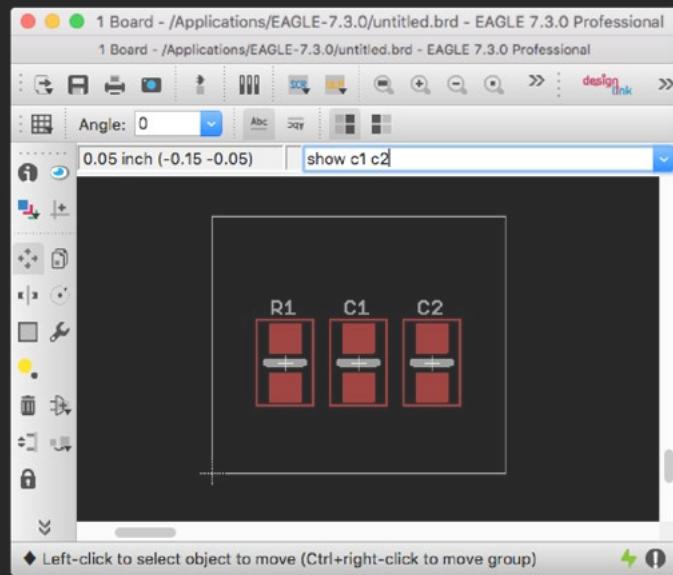 1 Board - /Applications/EAGLE-7.3.0/untitled.brd - EAGLE 7.3.0 Professional
1 Board - /Applications/EAGLE-7.3.0/untitled.brd - EAGLE 7.3.0 Professional
design link
Angle: 0 Abc
0.05 inch (-0.15 -0.05) show c1 c2
R1 C1 C2
Left-click to select object to move (Ctrl+right-click to move group)